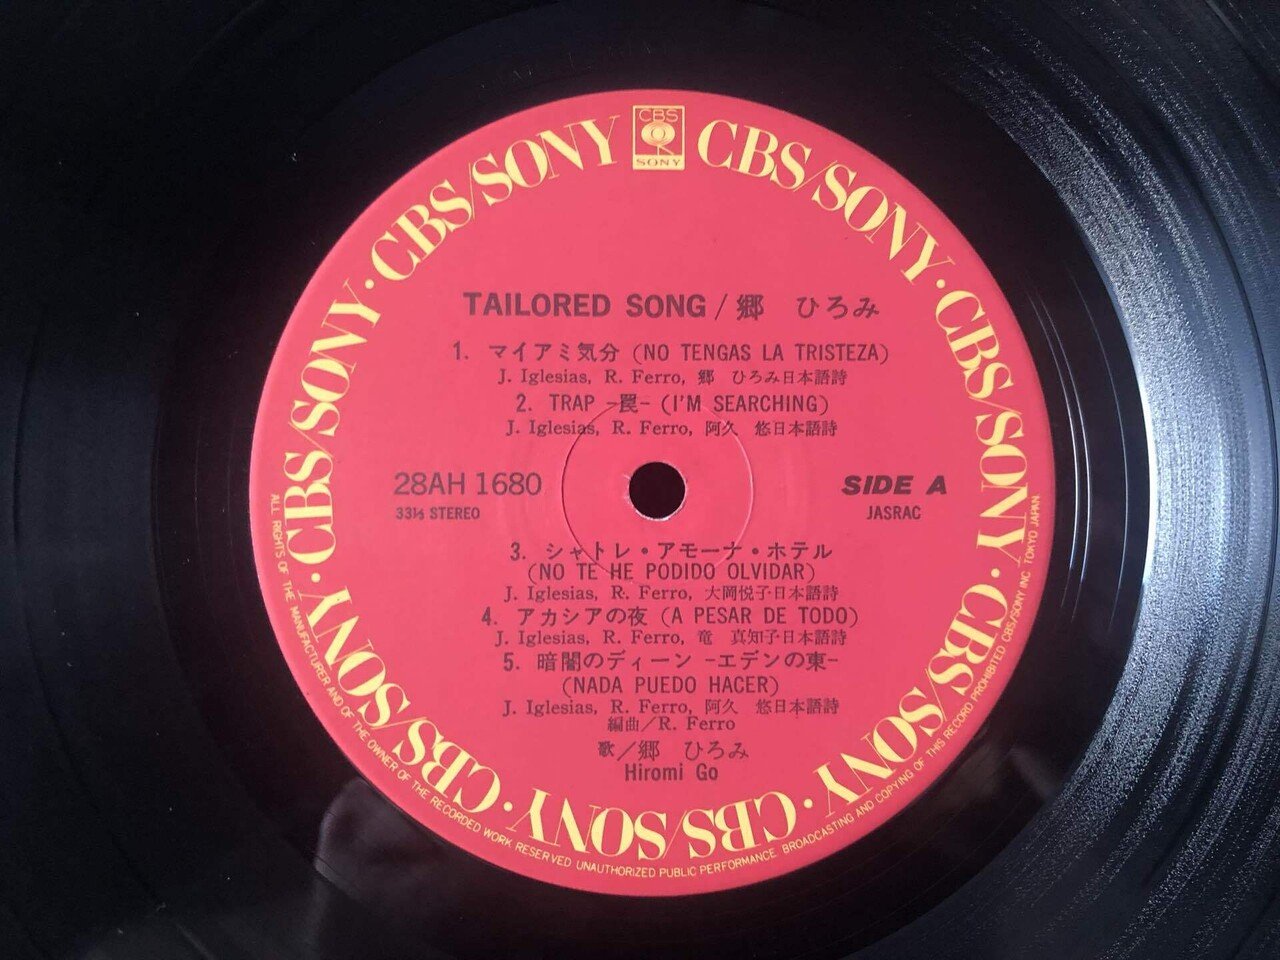 CBS
SONY
CBS/SONY · CBS/SONY · CBS/SONY · CBS/SONY · CBS/SONY · CBS/SONY · CBS/SONY · CBS/SONY · CBS/SONY · CBS/SONY
TAILORED SONG / 郷 ひろみ
1. マイアミ気分 (NO TENGAS LA TRISTEZA)
J. Iglesias, R. Ferro, 郷 ひろみ日本語詩
2. TRAP -罠- (I'M SEARCHING)
J. Iglesias, R. Ferro, 阿久 悠日本語詩
28AH 1680
33⅓ STEREO
SIDE A
JASRAC
3. シャトレ・アモーナ・ホテル
(NO TE HE PODIDO OLVIDAR)
J. Iglesias, R. Ferro, 大岡悦子日本語詩
4. アカシアの夜 (A PESAR DE TODO)
J. Iglesias, R. Ferro, 竜 真知子日本語詩
5. 暗闇のディーン -エデンの東-
(NADA PUEDO HACER)
J. Iglesias, R. Ferro, 阿久 悠日本語詩
編曲／R. Ferro
歌／郷 ひろみ
Hiromi Go
ALL RIGHTS OF THE MANUFACTURER AND OF THE OWNER OF THE RECORDED WORK RESERVED UNAUTHORIZED PUBLIC PERFORMANCE BROADCASTING AND COPYING OF THIS RECORD PROHIBITED CBS/SONY INC TOKYO JAPAN